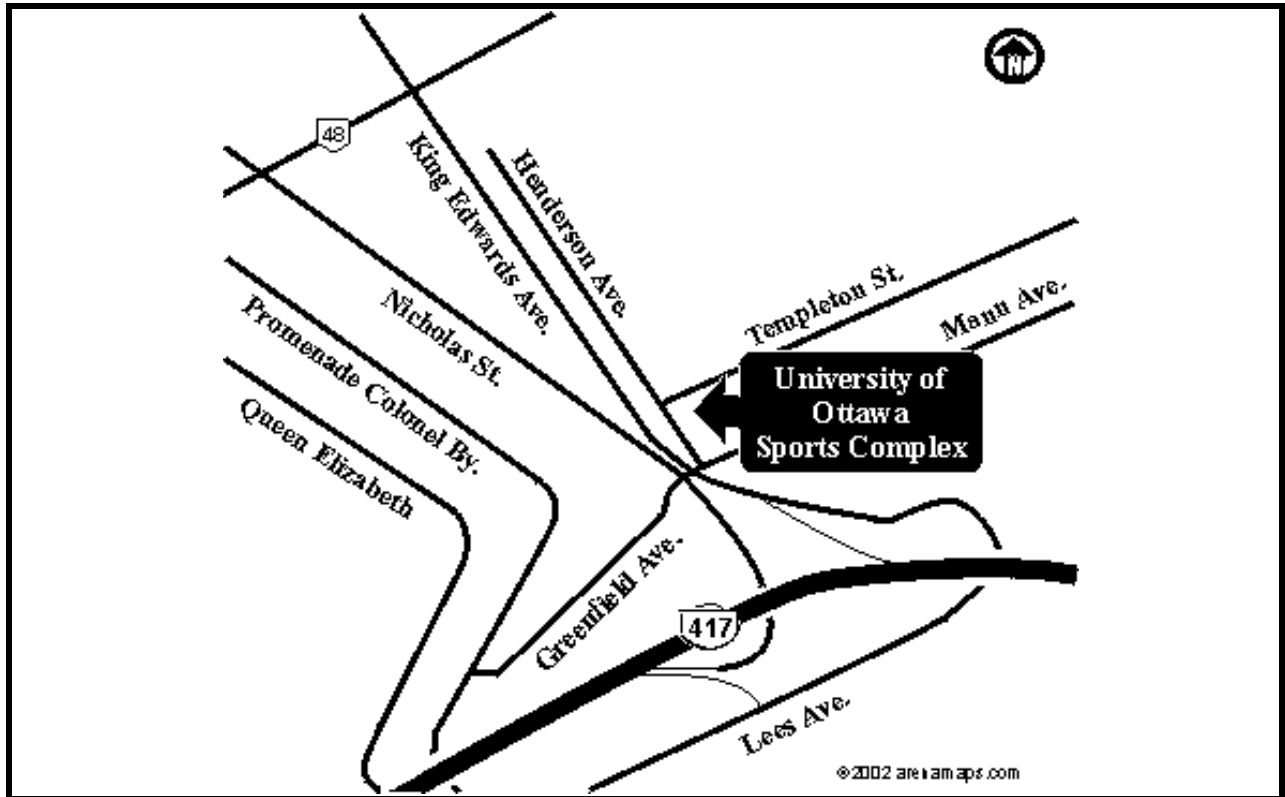 N
48
King Edwards Ave.
Henderson Ave.
Nicholas St.
Templeton St.
Mann Ave.
Promenade Colonel By.
Queen Elizabeth
University of
Ottawa
Sports Complex
Greenfield Ave.
417
Lees Ave.
©2002 arenamaps.com